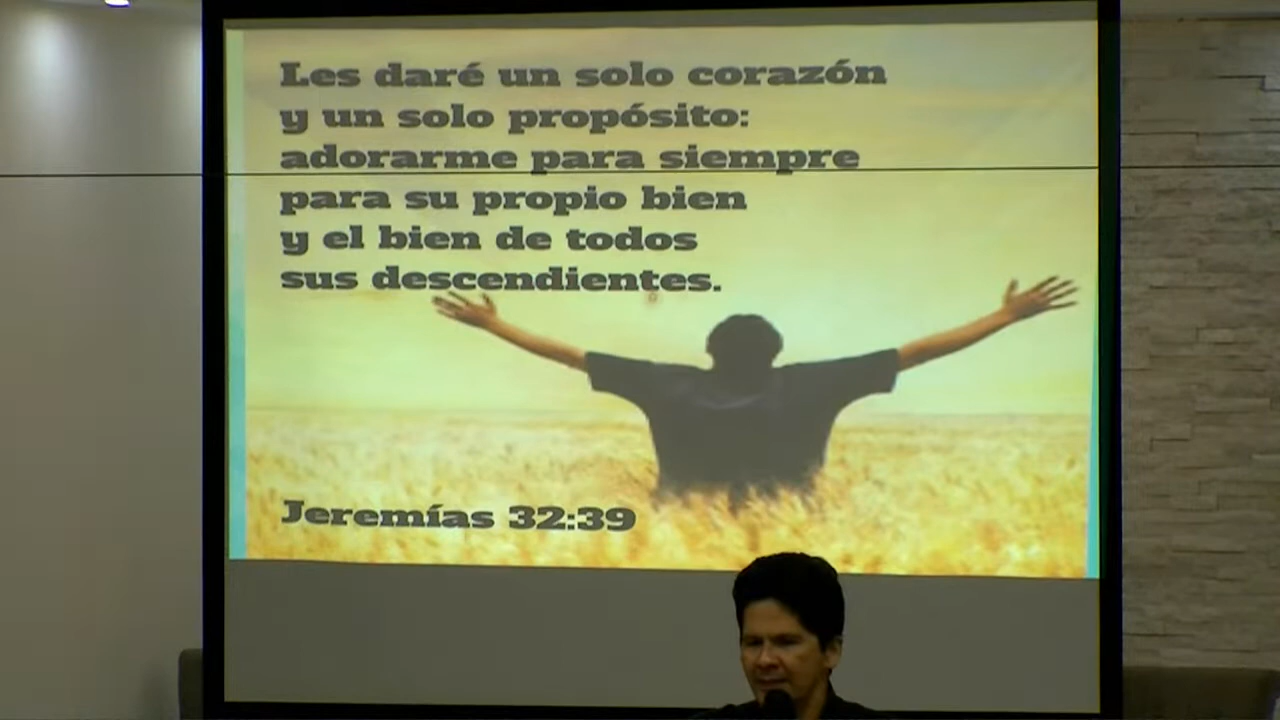 Les daré un solo corazón
y un solo propósito:
adorarme para siempre
para su propio bien
y el bien de todos
sus descendientes.
Jeremías 32:39